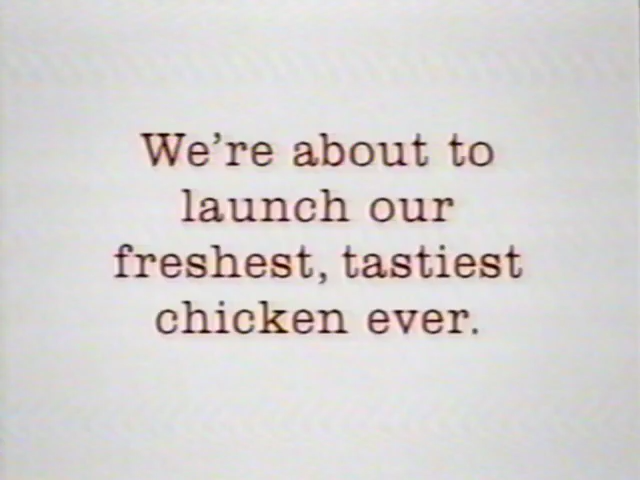 We're about to
launch our
freshest, tastiest
chicken ever.